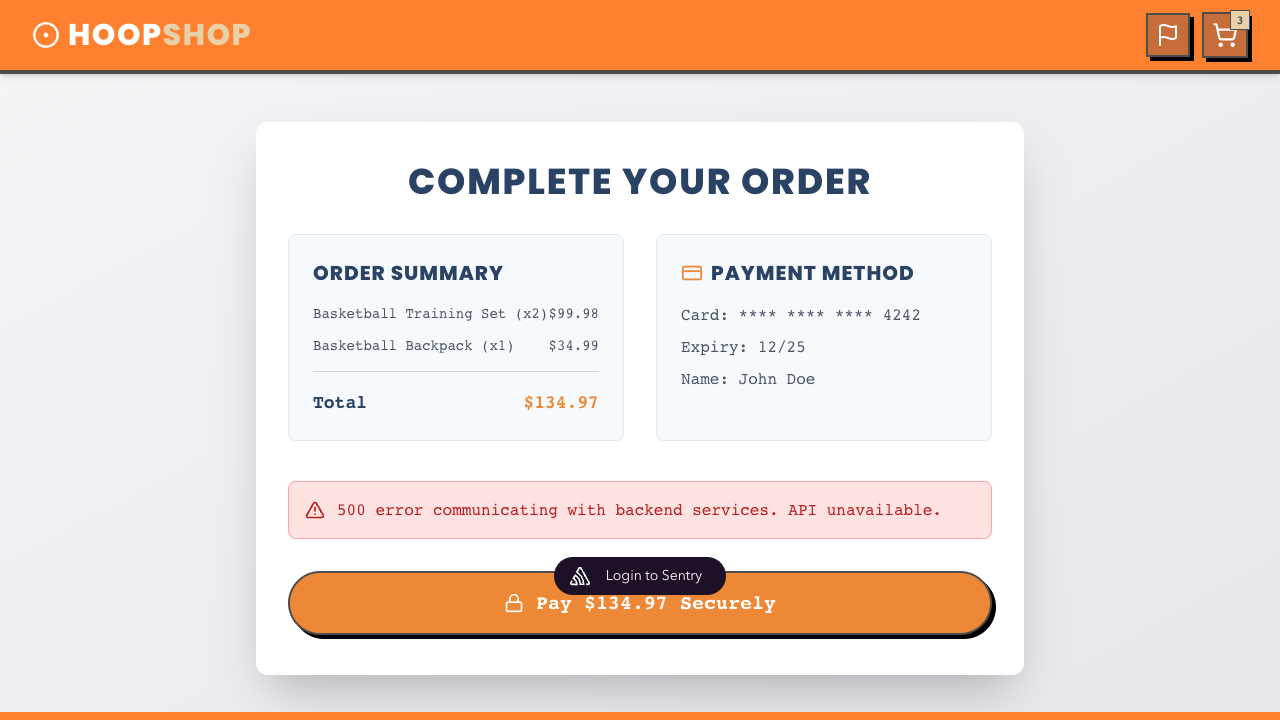 HOOPSHOP
3
COMPLETE YOUR ORDER
ORDER SUMMARY
Basketball Training Set (x2)$99.98
Basketball Backpack (x1) $34.99
Total $134.97
PAYMENT METHOD
Card: **** **** **** 4242
Expiry: 12/25
Name: John Doe
500 error communicating with backend services. API unavailable.
Login to Sentry
Pay $134.97 Securely